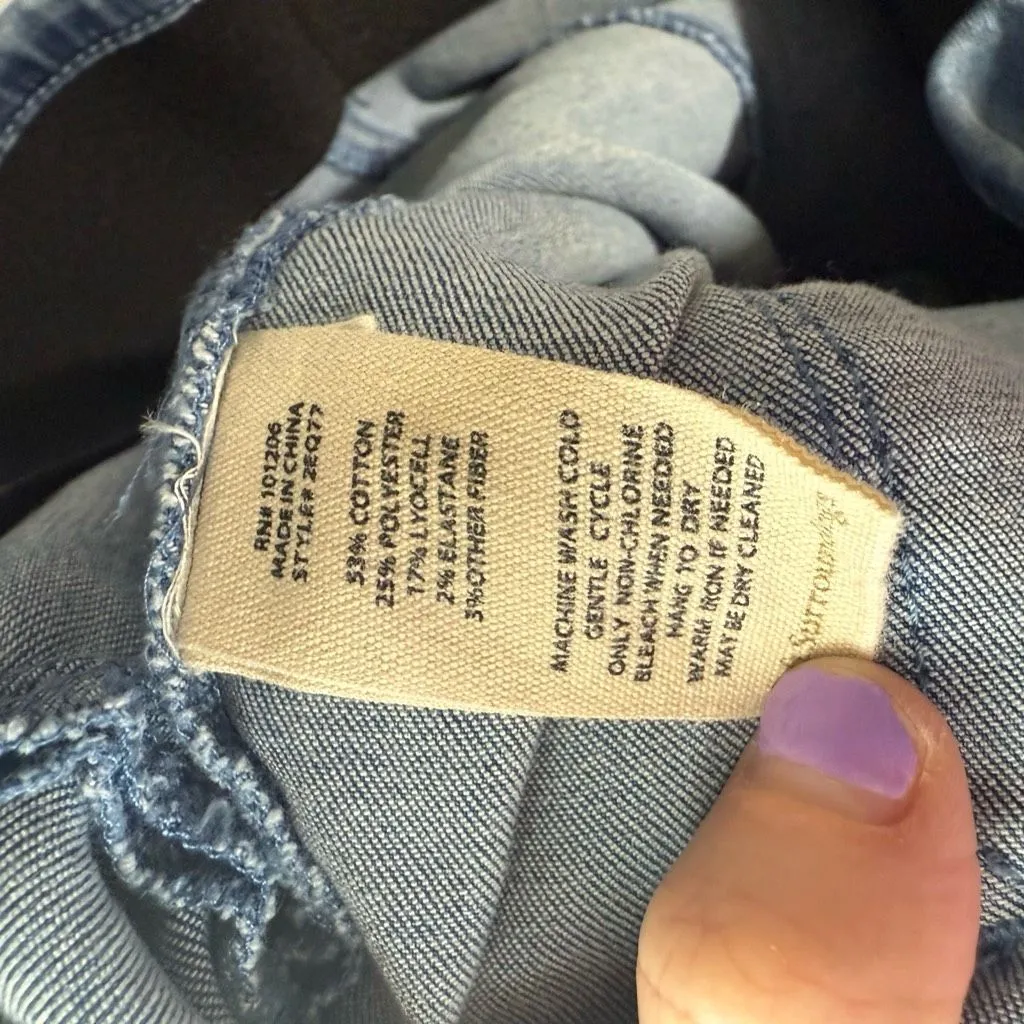 RN# 101206
MADE IN CHINA
STYLE# 2EQ77
53% COTTON
25% POLYESTER
17% LYOCELL
2% ELASTANE
3%OTHER FIBER
MACHINE WASH COLD
GENTLE CYCLE
ONLY NON-CHLORINE
BLEACH WHEN NEEDED
HANG TO DRY
WARM IRON IF NEEDED
MAY BE DRY CLEANED